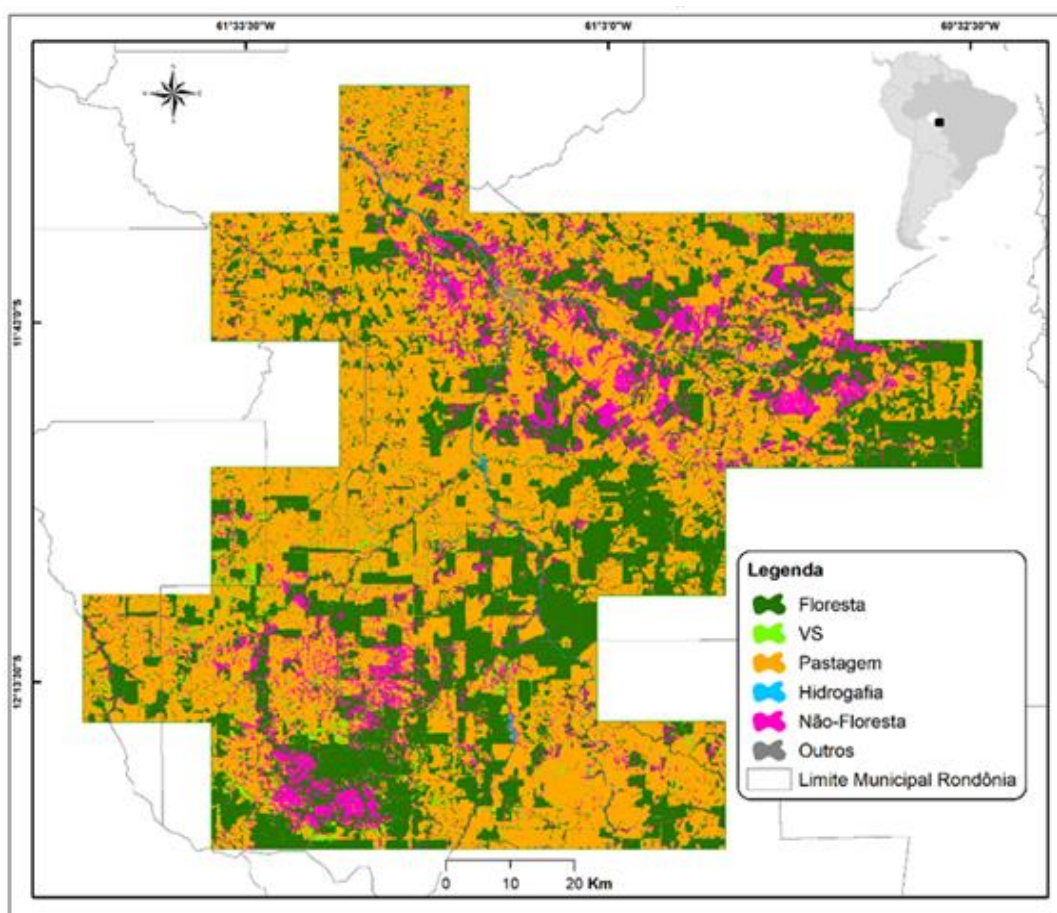 61°33'30"W
61°3'0"W
60°32'30"W
11°43'0"S
12°13'30"S
Legenda
Floresta
VS
Pastagem
Hidrogafia
Não-Floresta
Outros
Limite Municipal Rondônia
0 10 20 Km